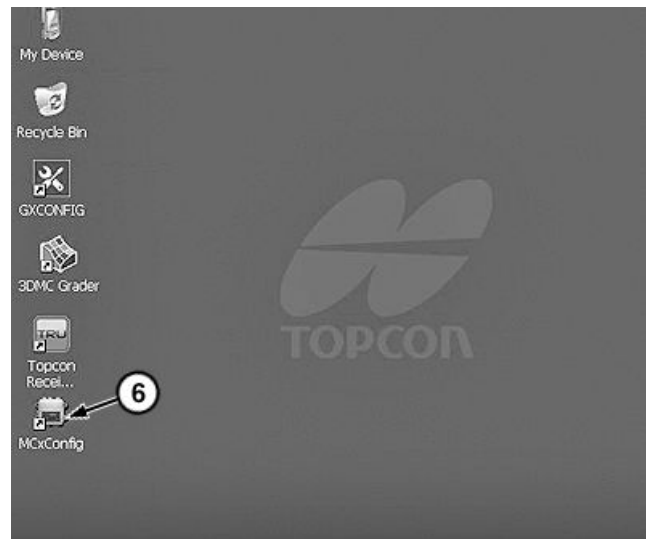 My Device
Recycle Bin
GXCONFIG
3DMC Grader
TRU
Topcon
Recei...
6
MCxConfig
TOPCON